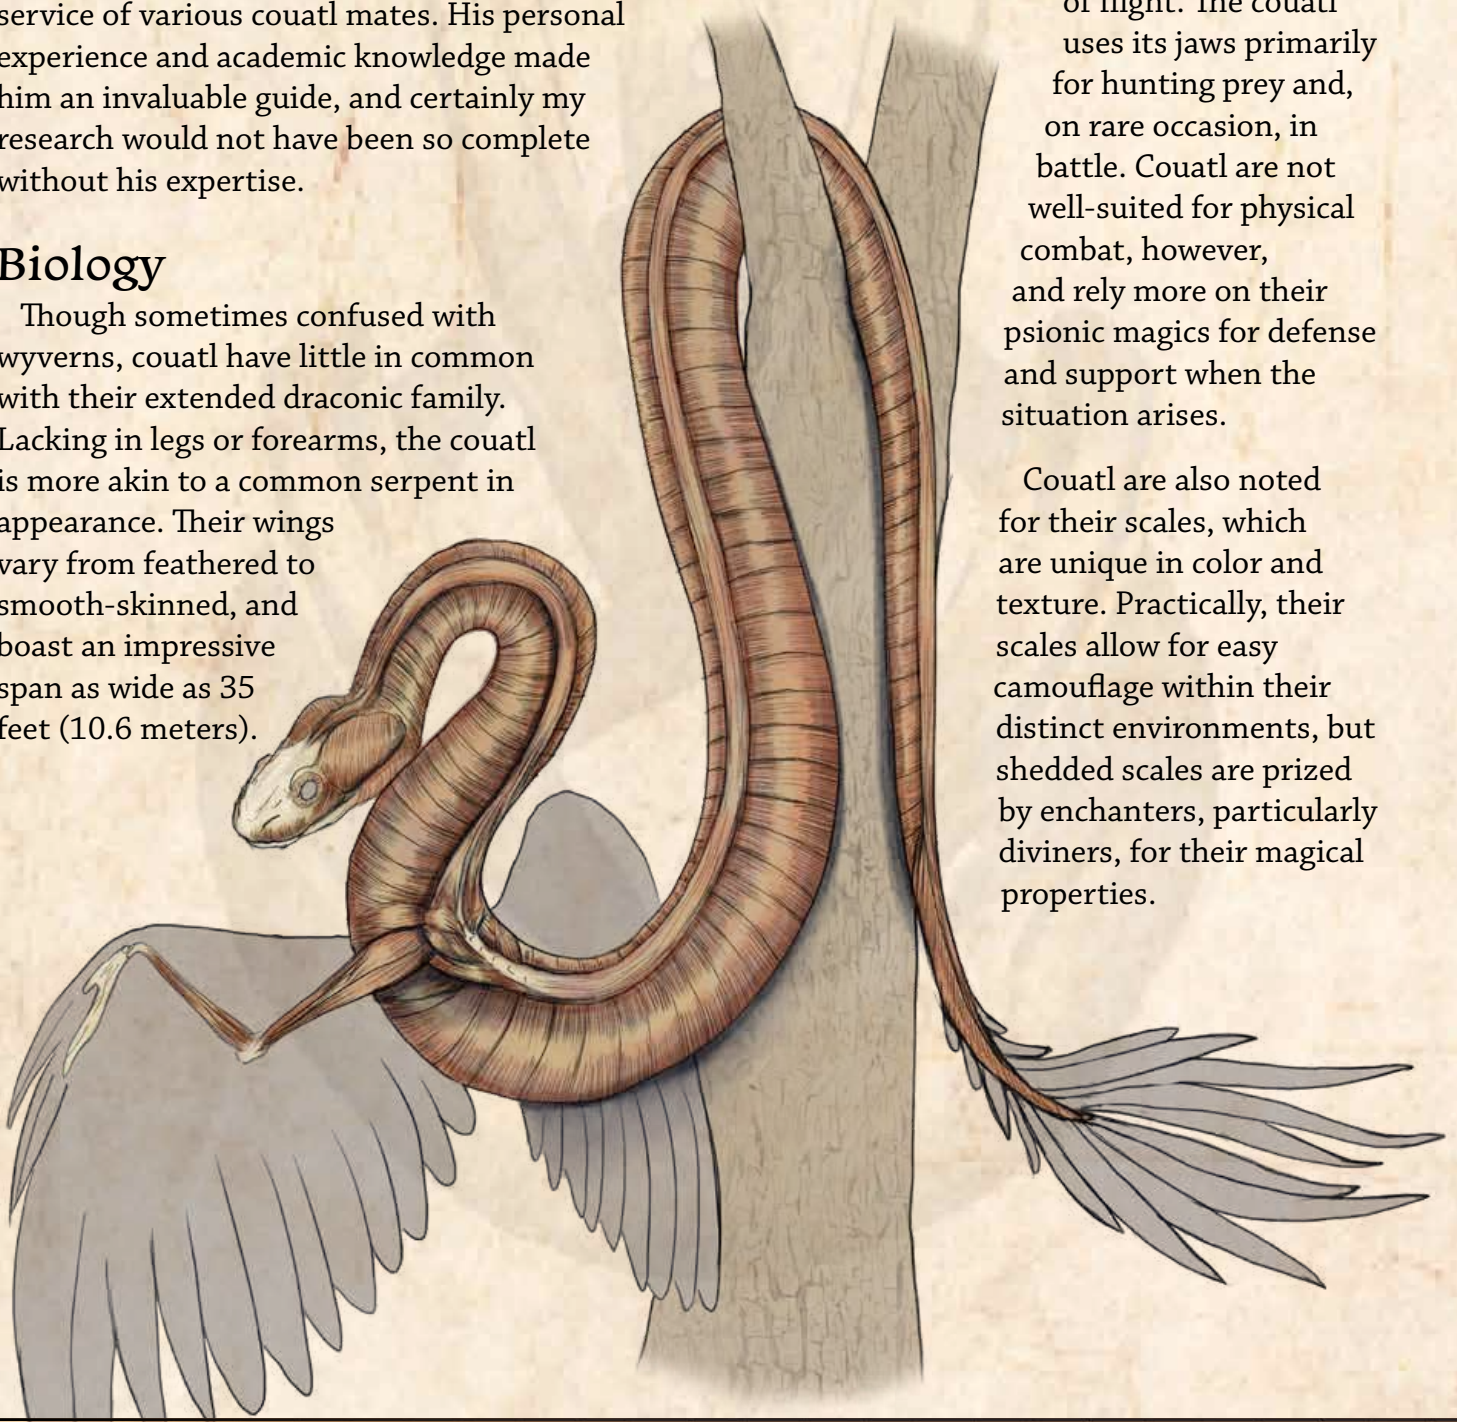 service of various couatl mates. His personal
experience and academic knowledge made
him an invaluable guide, and certainly my
research would not have been so complete
without his expertise.
Biology
Though sometimes confused with
wyverns, couatl have little in common
with their extended draconic family.
Lacking in legs or forearms, the couatl
is more akin to a common serpent in
appearance. Their wings
vary from feathered to
smooth-skinned, and
boast an impressive
span as wide as 35
feet (10.6 meters).
of flight. The couatl
uses its jaws primarily
for hunting prey and,
on rare occasion, in
battle. Couatl are not
well-suited for physical
combat, however,
and rely more on their
psionic magics for defense
and support when the
situation arises.
Couatl are also noted
for their scales, which
are unique in color and
texture. Practically, their
scales allow for easy
camouflage within their
distinct environments, but
shedded scales are prized
by enchanters, particularly
diviners, for their magical
properties.